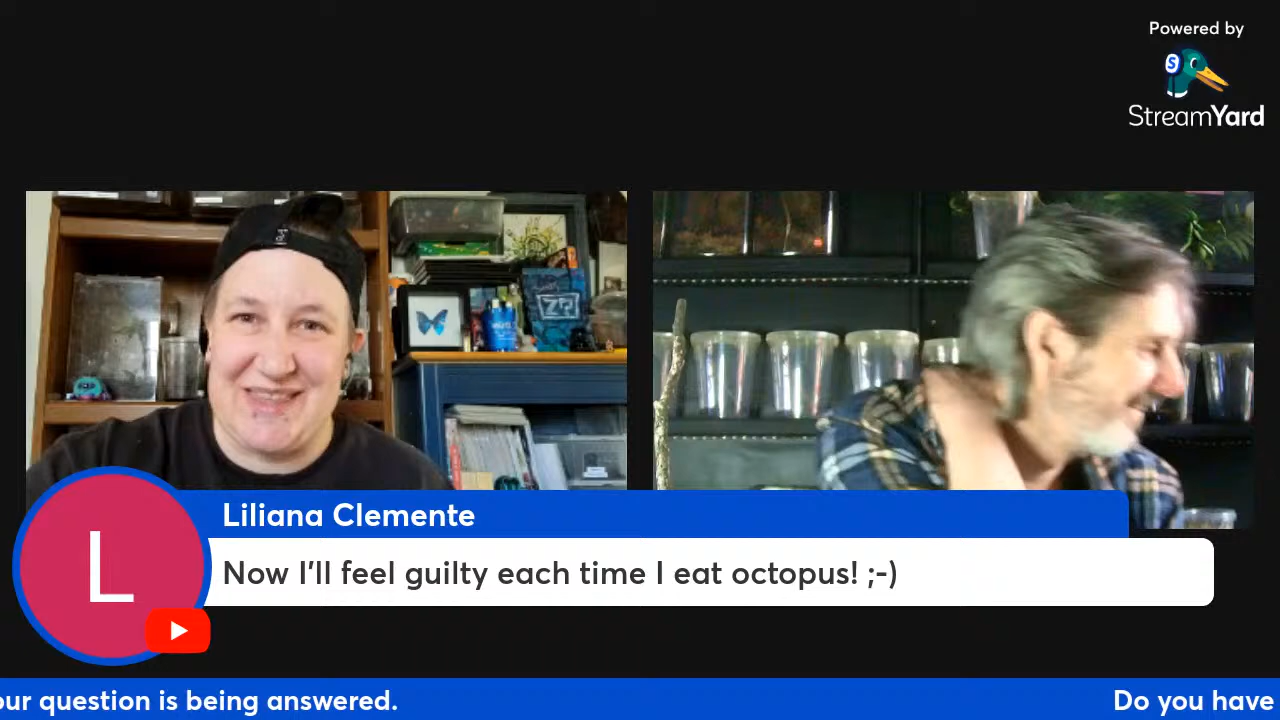 Powered by
S
StreamYard
Z?
Liliana Clemente
L
Now I'll feel guilty each time I eat octopus! ;-)
our question is being answered.
Do you have